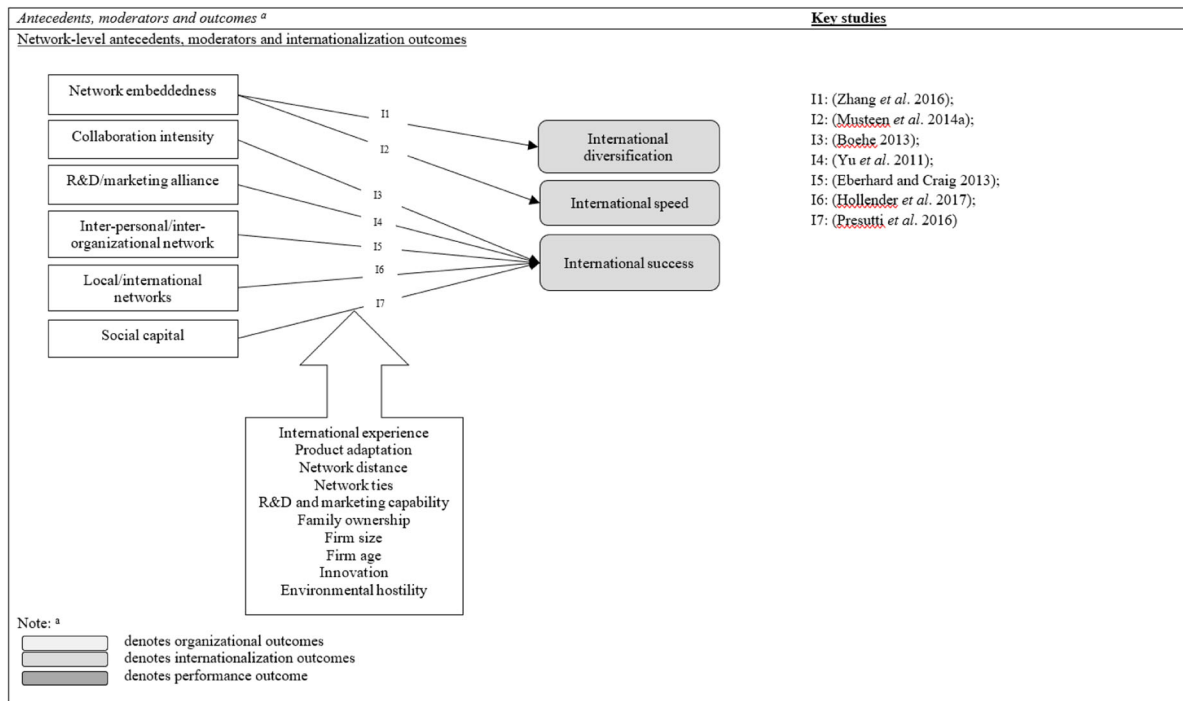 Antecedents, moderators and outcomes a
Key studies
Network-level antecedents, moderators and internationalization outcomes
Network embeddedness
Collaboration intensity
R&D/marketing alliance
Inter-personal/inter-
organizational network
Local/international
networks
Social capital
I1
I2
I3
I4
I5
I6
I7
International
diversification
International speed
International success
I1: (Zhang et al. 2016);
I2: (Musteen et al. 2014a);
I3: (Boehe 2013);
I4: (Yu et al. 2011);
I5: (Eberhard and Craig 2013);
I6: (Hollender et al. 2017);
I7: (Presutti et al. 2016)
International experience
Product adaptation
Network distance
Network ties
R&D and marketing capability
Family ownership
Firm size
Firm age
Innovation
Environmental hostility
Note: a
denotes organizational outcomes
denotes internationalization outcomes
denotes performance outcome